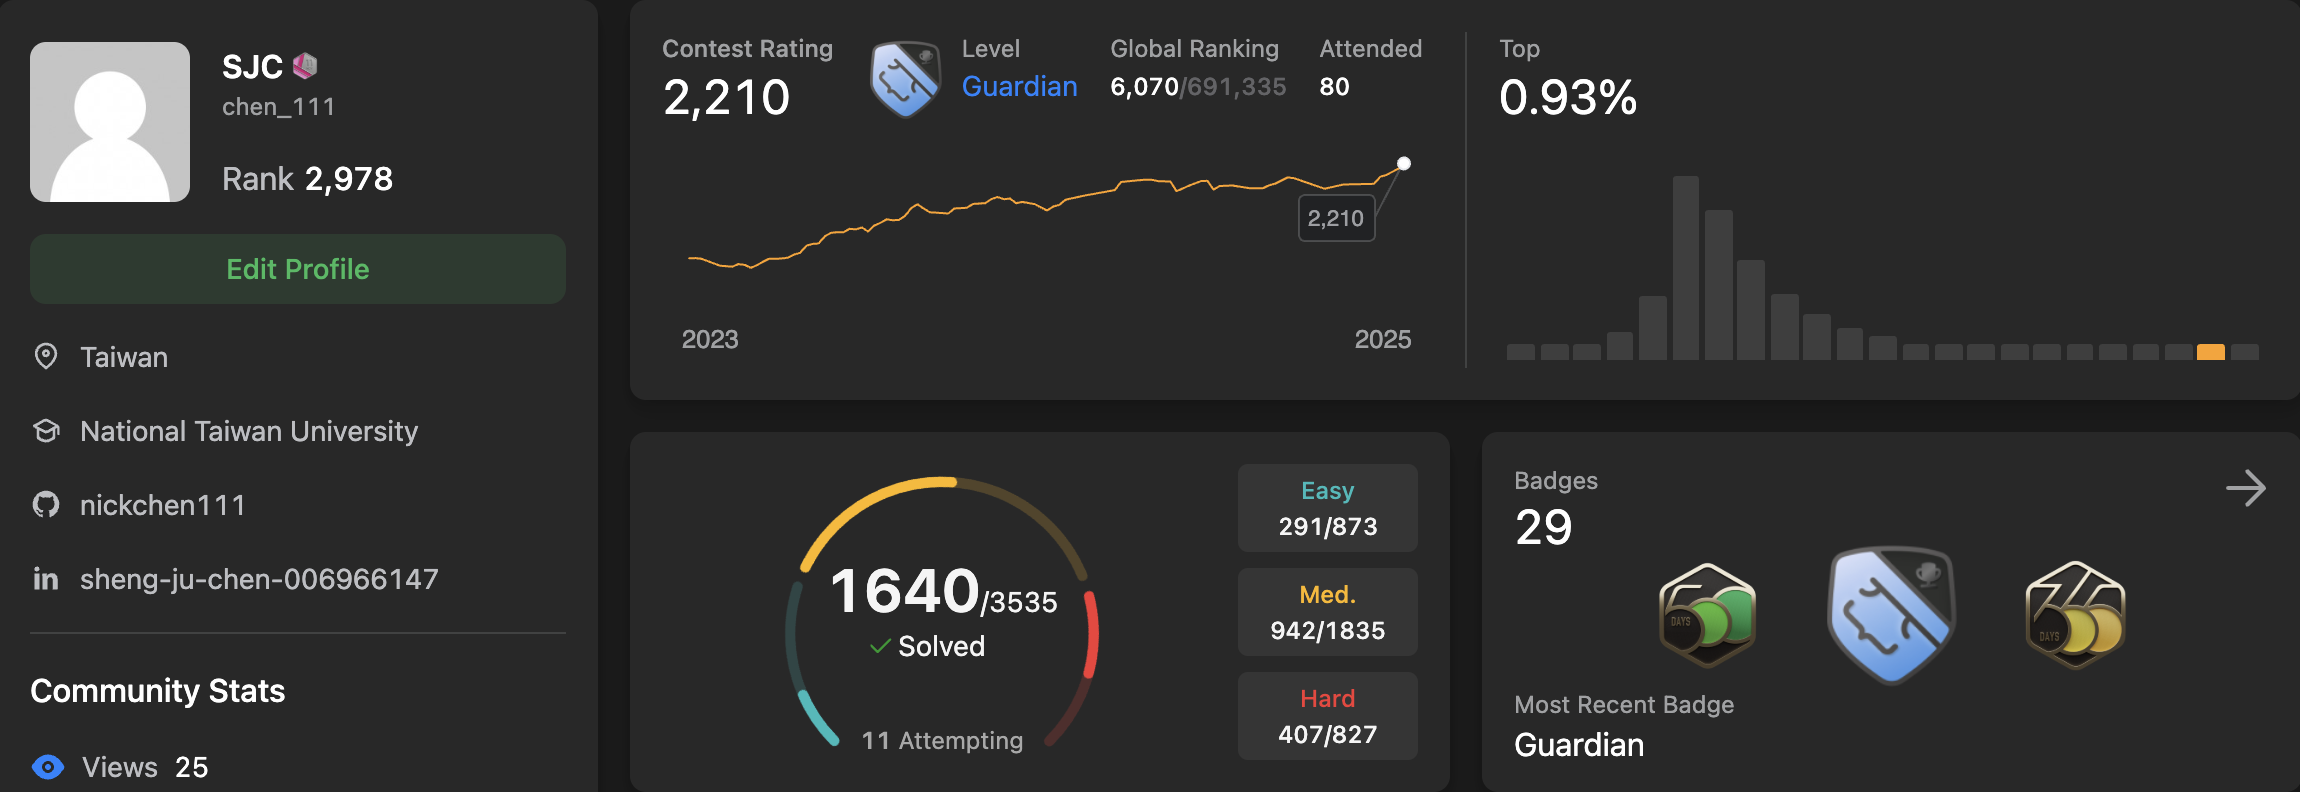 SJC
chen_111
Rank 2,978
Edit Profile
Taiwan
National Taiwan University
nickchen111
sheng-ju-chen-006966147
Community Stats
Views 25
Contest Rating
2,210
Level
Guardian
Global Ranking
6,070/691,335
Attended
80
2,210
2023
2025
Top
0.93%
1640/3535
Solved
11 Attempting
Easy
291/873
Med.
942/1835
Hard
407/827
Badges
29
DAYS
DAYS
Most Recent Badge
Guardian